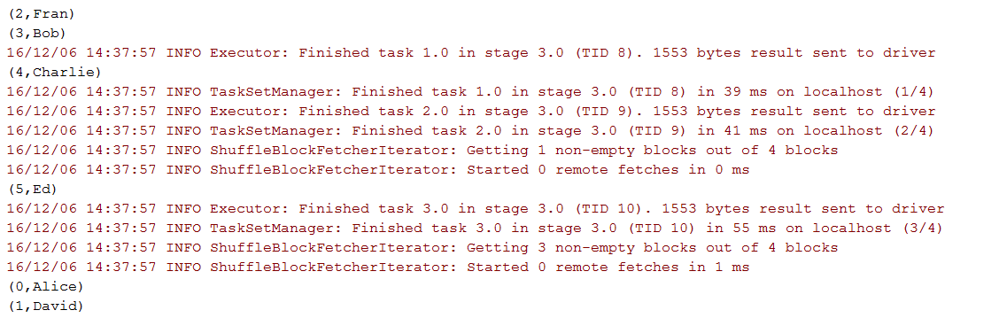 (2,Fran)
(3,Bob)
16/12/06 14:37:57 INFO Executor: Finished task 1.0 in stage 3.0 (TID 8). 1553 bytes result sent to driver
(4,Charlie)
16/12/06 14:37:57 INFO TaskSetManager: Finished task 1.0 in stage 3.0 (TID 8) in 39 ms on localhost (1/4)
16/12/06 14:37:57 INFO Executor: Finished task 2.0 in stage 3.0 (TID 9). 1553 bytes result sent to driver
16/12/06 14:37:57 INFO TaskSetManager: Finished task 2.0 in stage 3.0 (TID 9) in 41 ms on localhost (2/4)
16/12/06 14:37:57 INFO ShuffleBlockFetcherIterator: Getting 1 non-empty blocks out of 4 blocks
16/12/06 14:37:57 INFO ShuffleBlockFetcherIterator: Started 0 remote fetches in 0 ms
(5,Ed)
16/12/06 14:37:57 INFO Executor: Finished task 3.0 in stage 3.0 (TID 10). 1553 bytes result sent to driver
16/12/06 14:37:57 INFO TaskSetManager: Finished task 3.0 in stage 3.0 (TID 10) in 55 ms on localhost (3/4)
16/12/06 14:37:57 INFO ShuffleBlockFetcherIterator: Getting 3 non-empty blocks out of 4 blocks
16/12/06 14:37:57 INFO ShuffleBlockFetcherIterator: Started 0 remote fetches in 1 ms
(0,Alice)
(1,David)